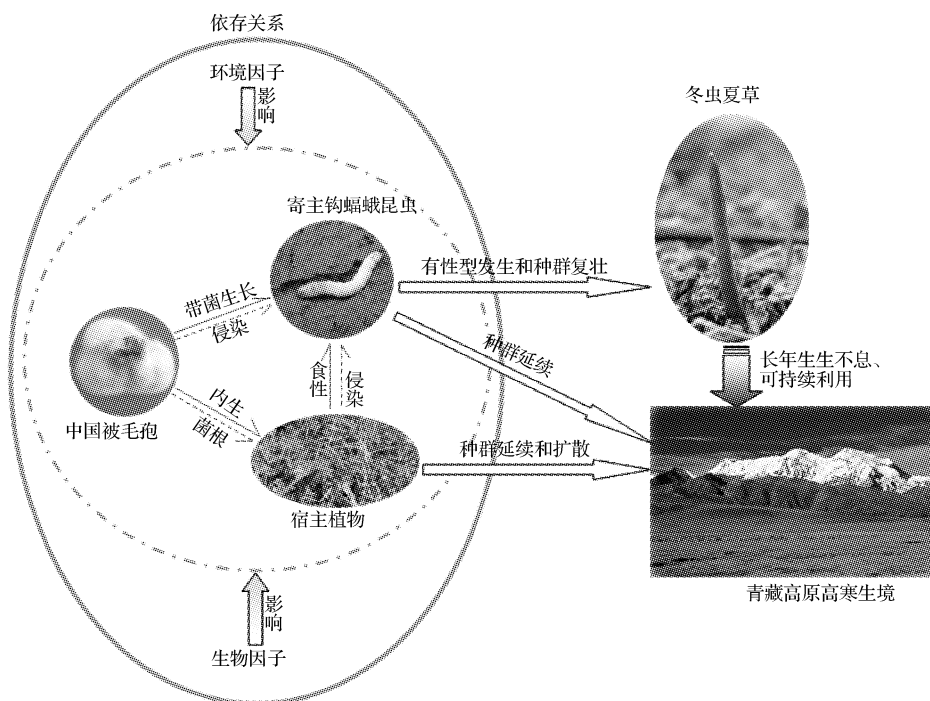 依存关系
环境因子
影响
冬虫夏草
寄主钩蝠蛾昆虫
有性型发生和种群复壮
带菌生长
侵染
种群延续
长年生生不息、
可持续利用
食性
侵染
内生
菌根
中国被毛孢
种群延续和扩散
宿主植物
青藏高原高寒生境
影响
生物因子